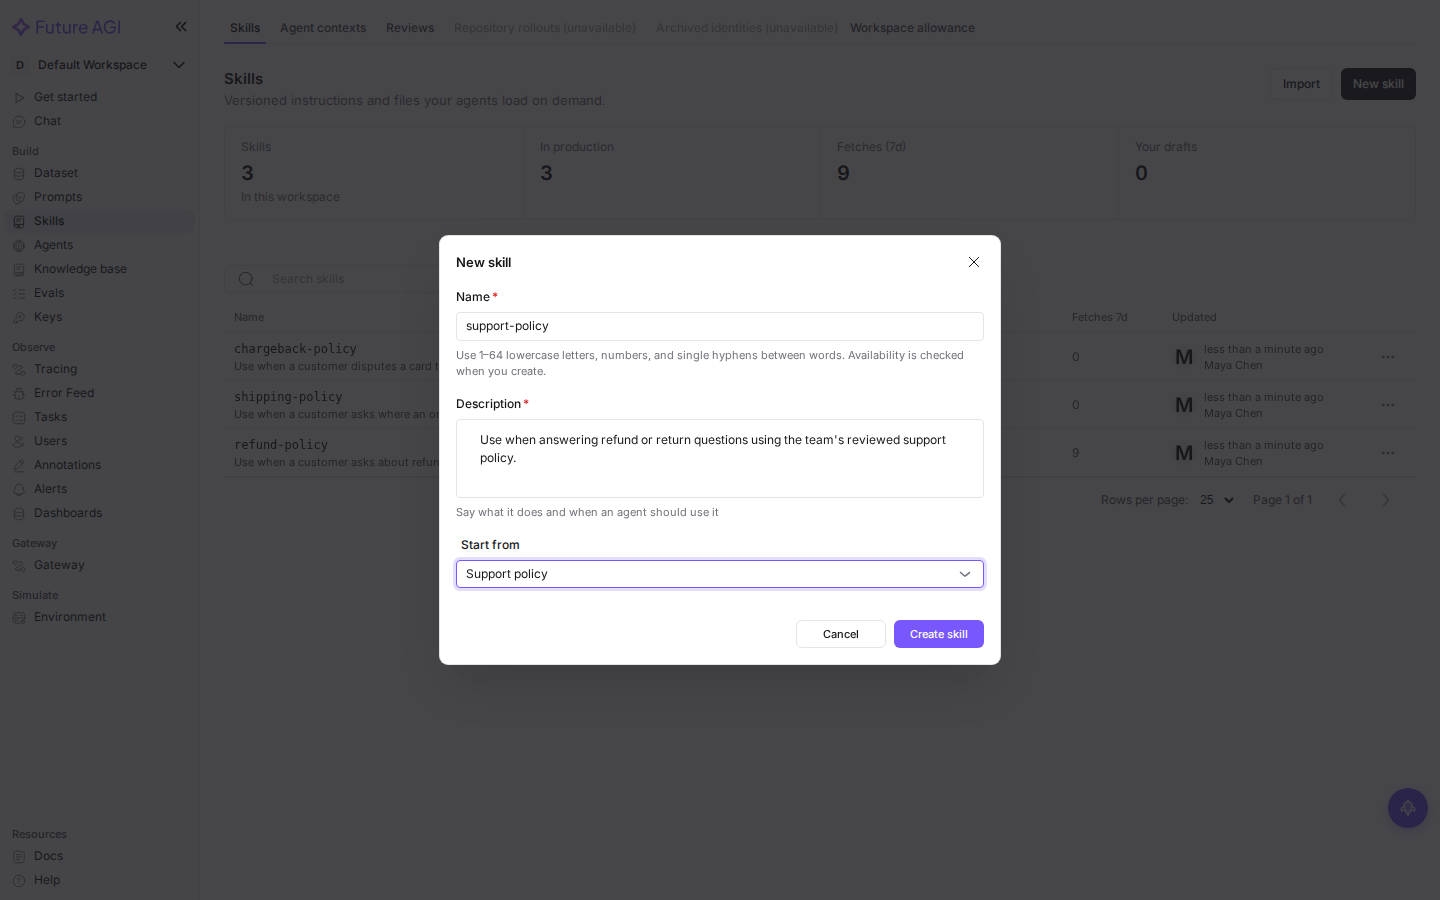 Future AGI
D Default Workspace
Get started
Chat
Build
Dataset
Prompts
Skills
Agents
Knowledge base
Evals
Keys
Observe
Tracing
Error Feed
Tasks
Users
Annotations
Alerts
Dashboards
Gateway
Gateway
Simulate
Environment
Resources
Docs
Help
Skills Agent contexts Reviews Repository rollouts (unavailable) Archived identities (unavailable) Workspace allowance
Skills
Versioned instructions and files your agents load on demand.
Import New skill
Skills In production Fetches (7d) Your drafts
3 3 9 0
In this workspace
Search skills
Name Fetches 7d Updated
chargeback-policy
Use when a customer disputes a card
0 M less than a minute ago
Maya Chen
shipping-policy
Use when a customer asks where an
0 M less than a minute ago
Maya Chen
refund-policy
Use when a customer asks about
9 M less than a minute ago
Maya Chen
Rows per page: 25 Page 1 of 1
New skill
Name *
support-policy
Use 1–64 lowercase letters, numbers, and single hyphens between words. Availability is checked
when you create.
Description *
Use when answering refund or return questions using the team's reviewed support
policy.
Say what it does and when an agent should use it
Start from
Support policy
Cancel Create skill